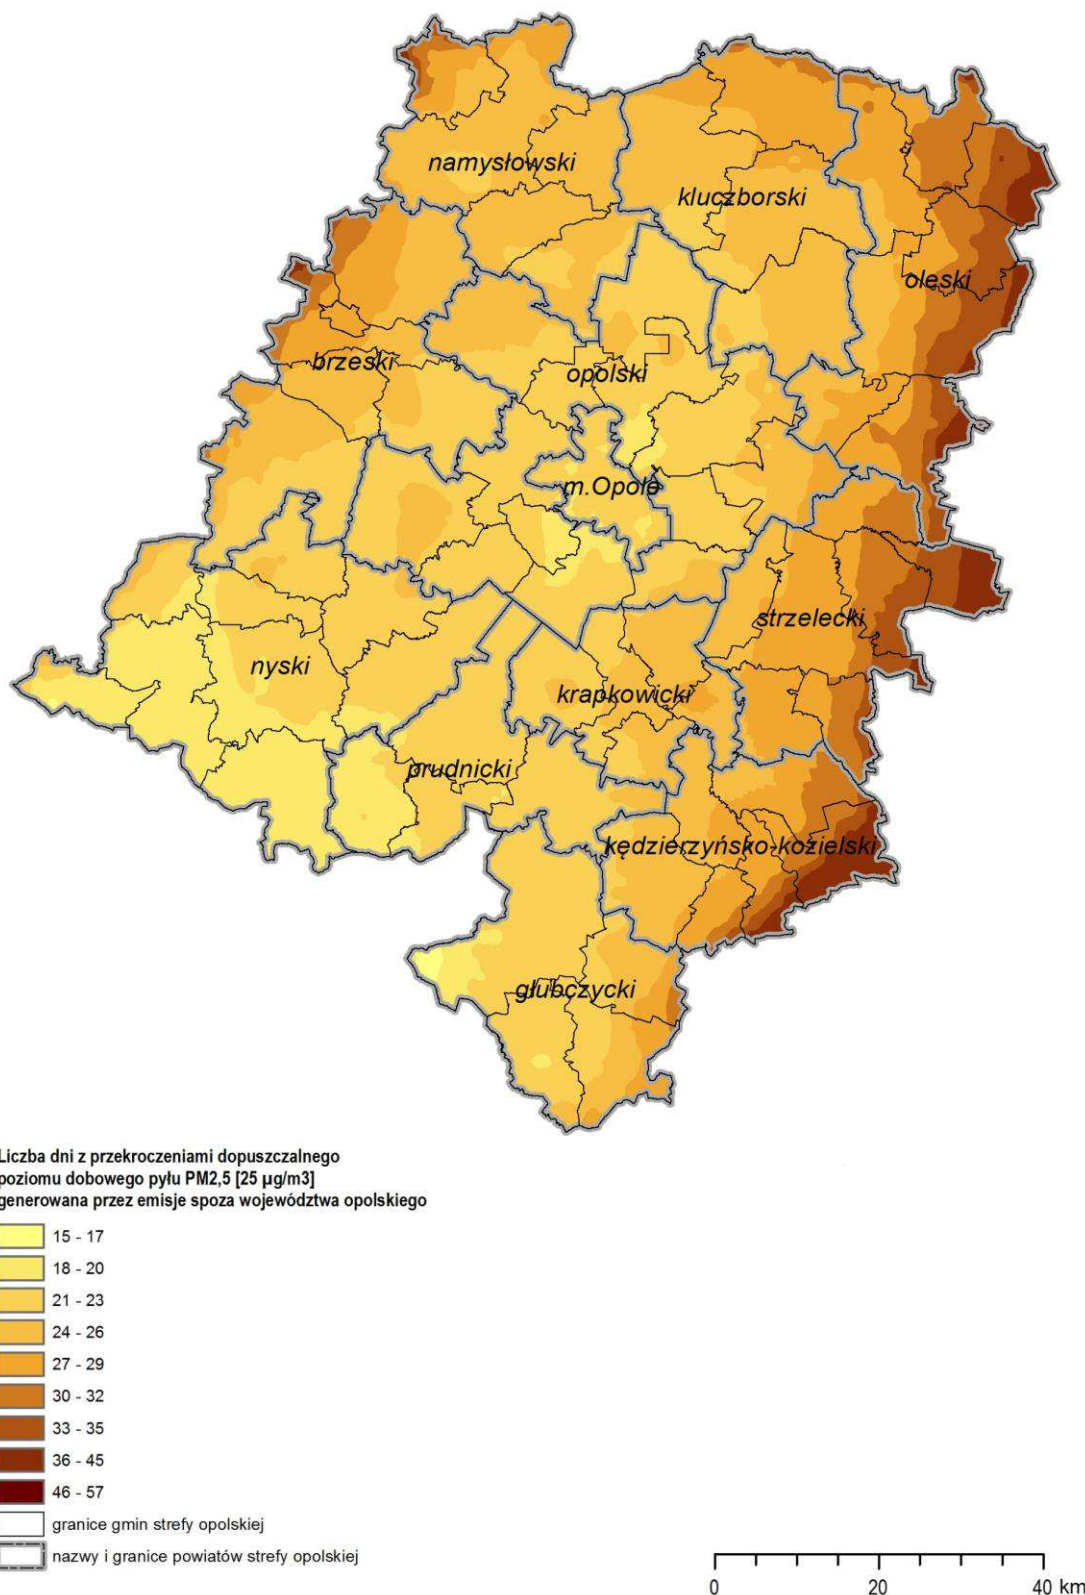 namysłowski
kluczborski
oleski
brzeski
opolski
m.Opole
strzelecki
nyski
krapkowicki
prudnicki
kędzierzyńsko-kozielski
głubczycki
Liczba dni z przekroczeniami dopuszczalnego
poziomu dobowego pyłu PM2,5 [25 µg/m3]
generowana przez emisje spoza województwa opolskiego
15 - 17
18 - 20
21 - 23
24 - 26
27 - 29
30 - 32
33 - 35
36 - 45
46 - 57
granice gmin strefy opolskiej
nazwy i granice powiatów strefy opolskiej
0 20 40 km